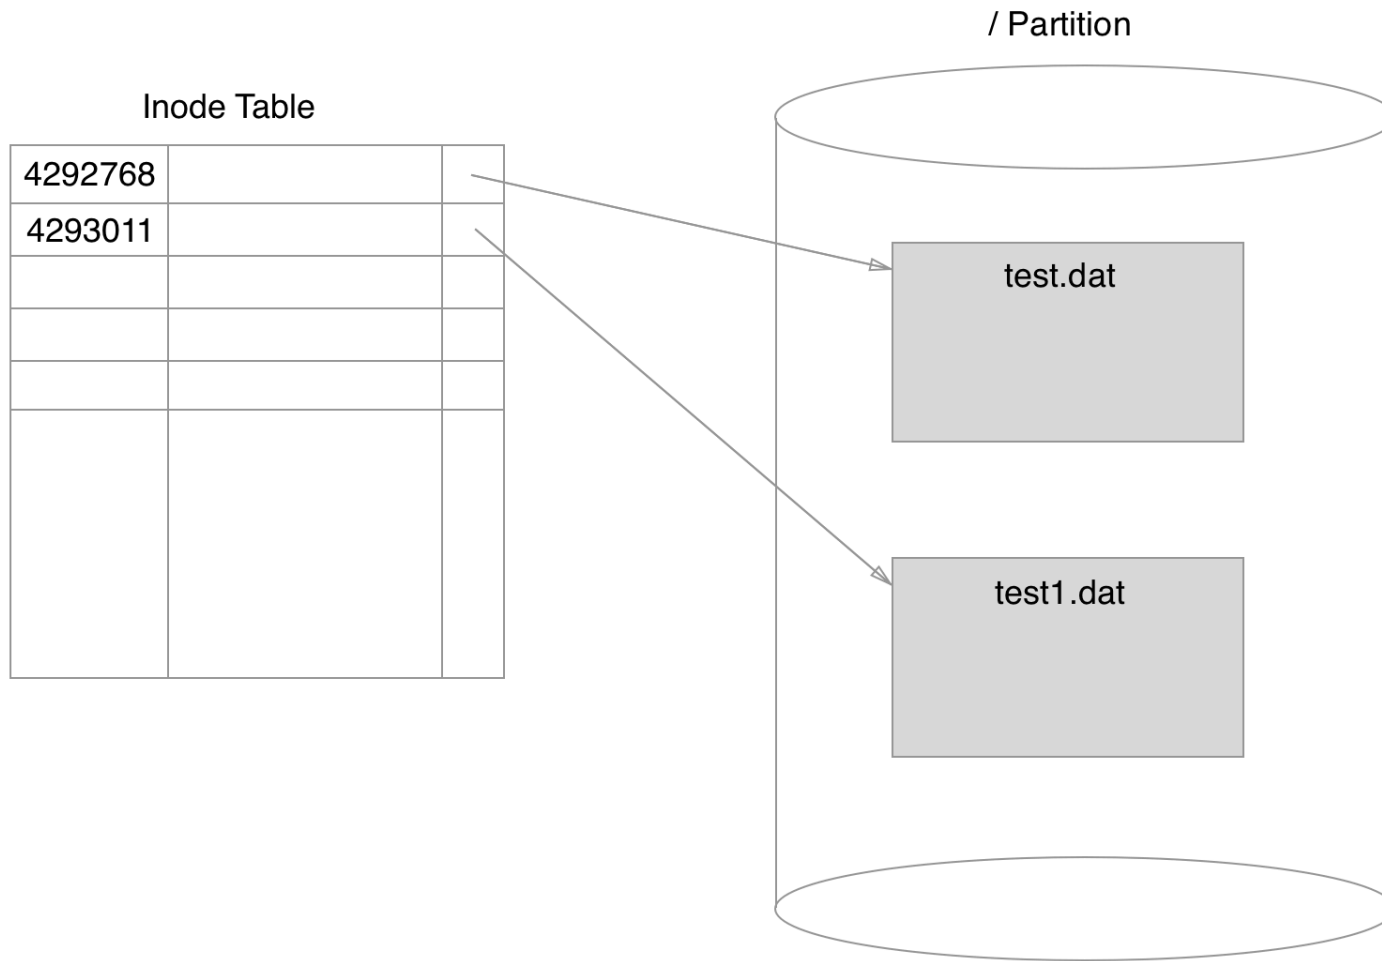 / Partition
Inode Table
4292768
4293011
test.dat
test1.dat